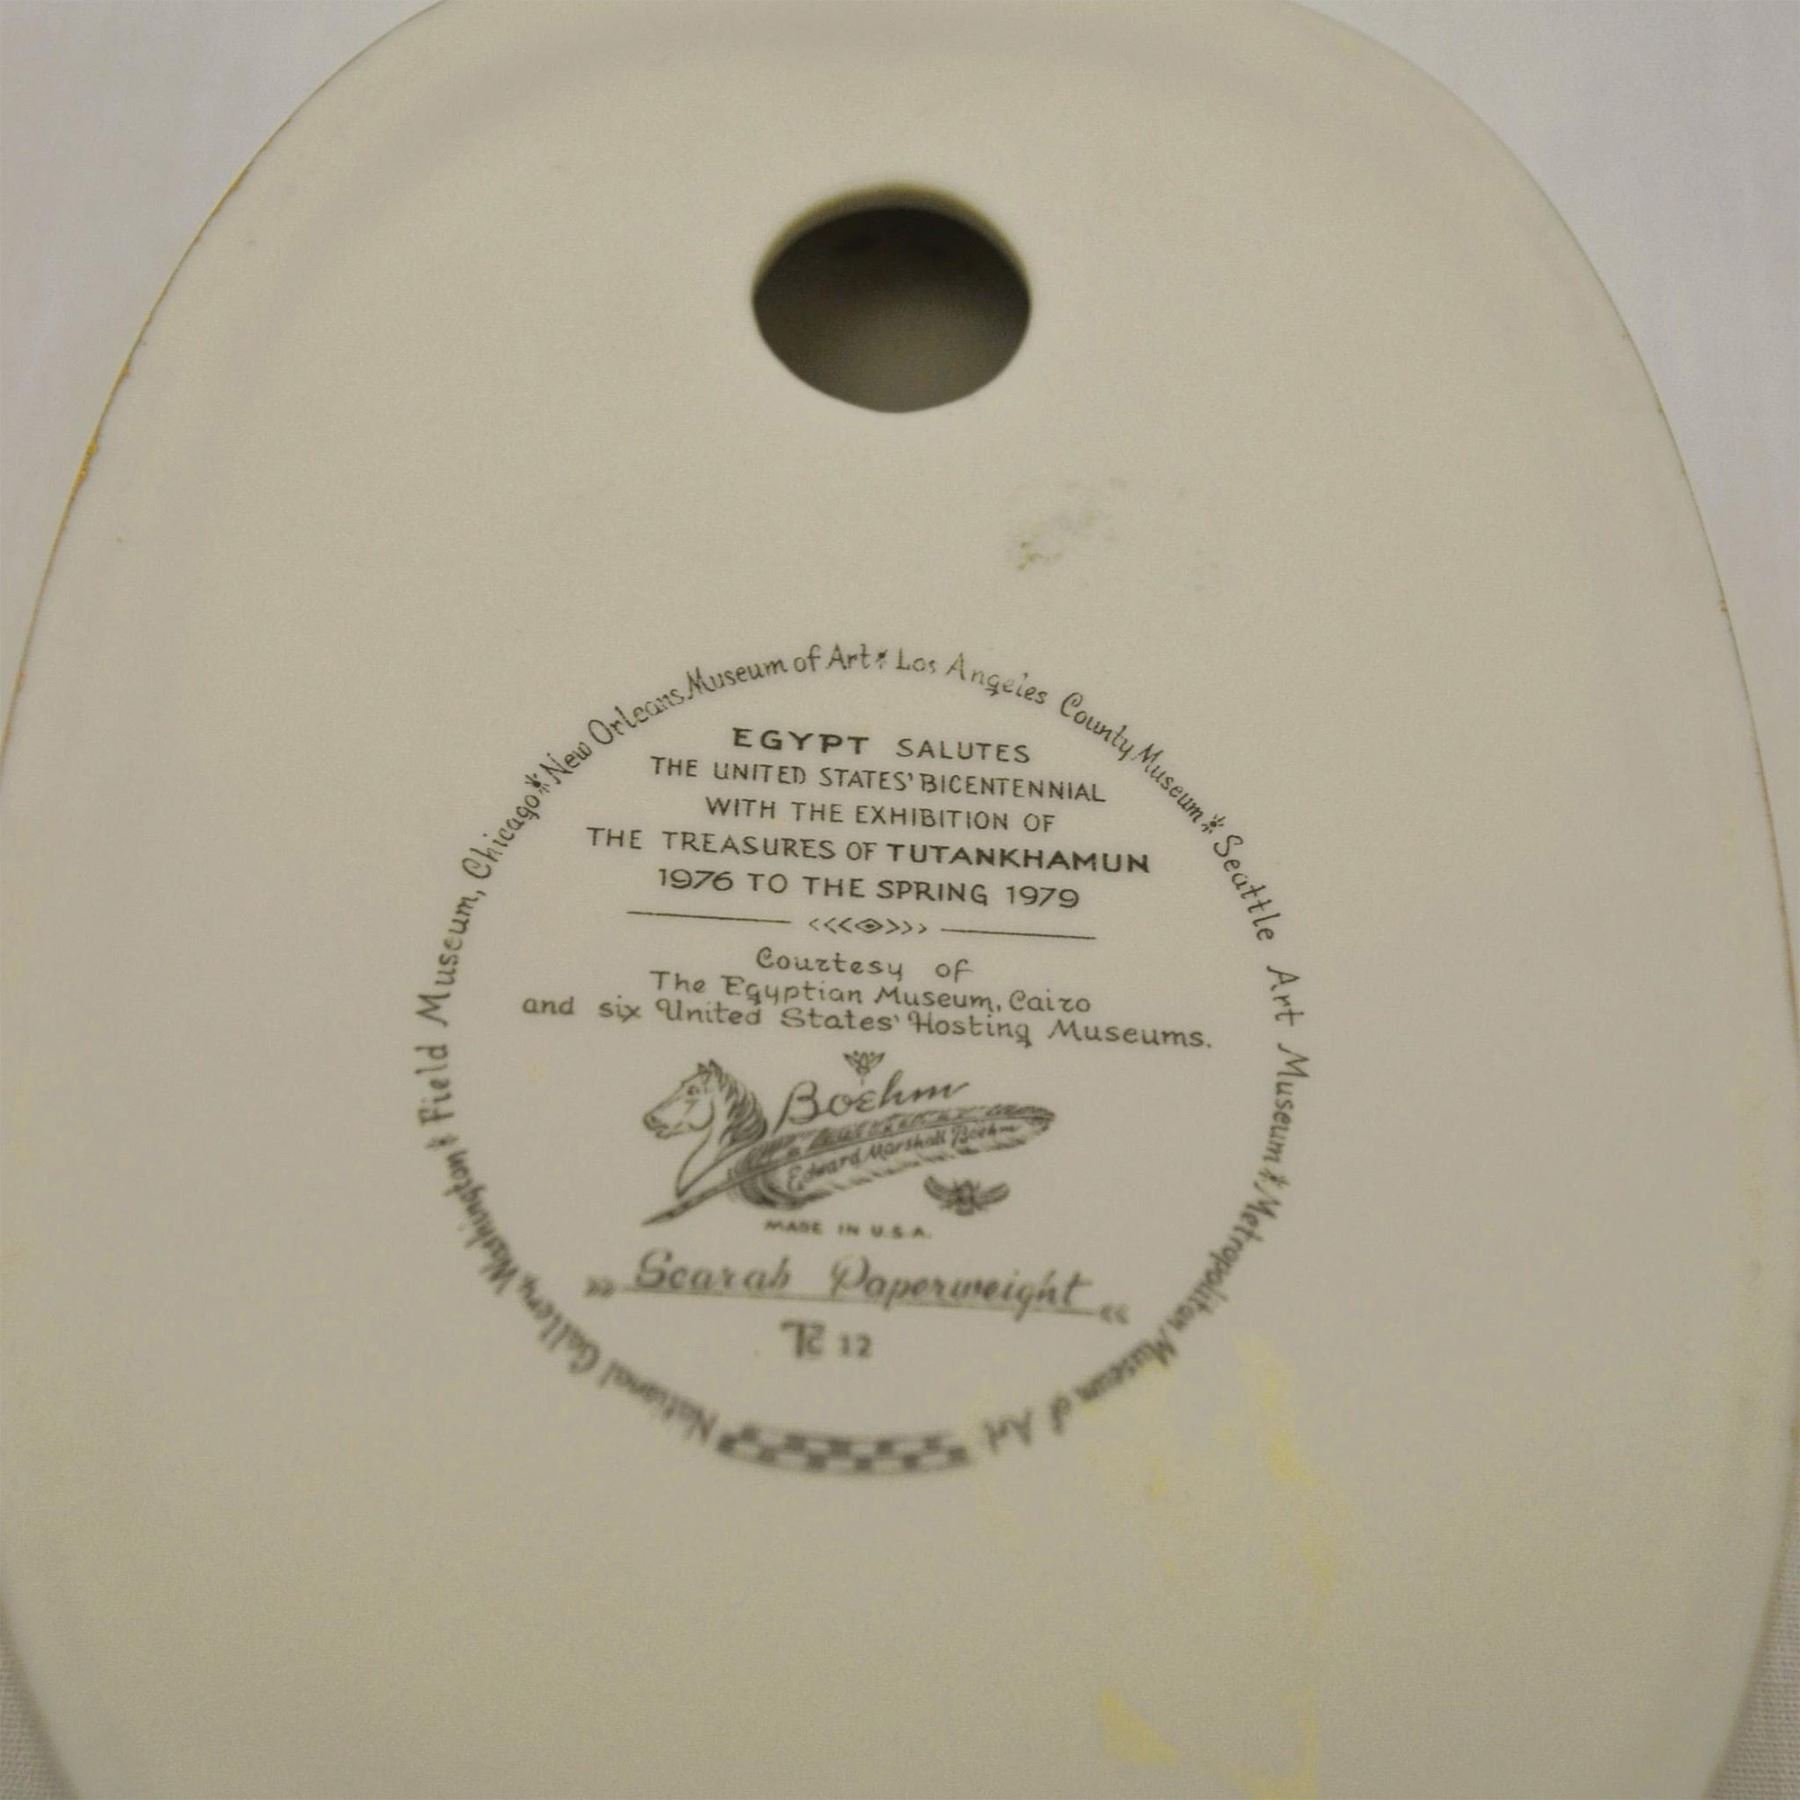 National Gallery, Washington * Field Museum, Chicago * New Orleans Museum of Art * Los Angeles County Museum * Seattle Art Museum * Metropolitan Museum of Art
EGYPT SALUTES
THE UNITED STATES' BICENTENNIAL
WITH THE EXHIBITION OF
THE TREASURES OF TUTANKHAMUN
1976 TO THE SPRING 1979
Courtesy of
The Egyptian Museum, Cairo
and six United States' Hosting Museums.
Boehm
Edward Marshall Boehm
MADE IN U.S.A.
Scarab Paperweight
TC 12